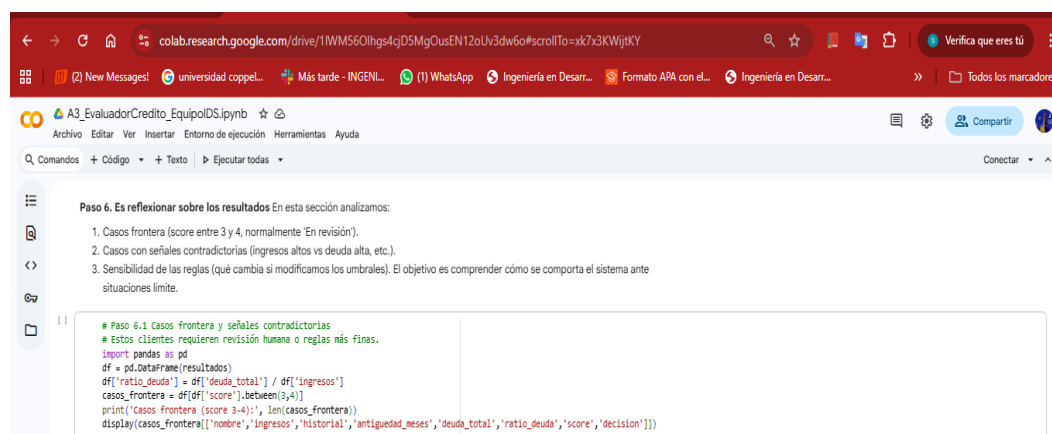 colab.research.google.com/drive/1IWM56Olhgs4cjD5MgOusEN12oUv3dw6o#scrollTo=xk7x3KWijtKY
Verifica que eres tú
(2) New Messages!
universidad coppel...
Más tarde - INGENI...
(1) WhatsApp
Ingeniería en Desarr...
Formato APA con el...
Ingeniería en Desarr...
»
Todos los marcadore
CO
A3_EvaluadorCredito_EquipoIDS.ipynb
Archivo Editar Ver Insertar Entorno de ejecución Herramientas Ayuda
Compartir
Comandos + Código + Texto Ejecutar todas
Conectar
Paso 6. Es reflexionar sobre los resultados En esta sección analizamos:
1. Casos frontera (score entre 3 y 4, normalmente 'En revisión').
2. Casos con señales contradictorias (ingresos altos vs deuda alta, etc.).
3. Sensibilidad de las reglas (qué cambia si modificamos los umbrales). El objetivo es comprender cómo se comporta el sistema ante
situaciones límite.
[ ]
# Paso 6.1 Casos frontera y señales contradictorias
# Estos clientes requieren revisión humana o reglas más finas.
import pandas as pd
df = pd.DataFrame(resultados)
df['ratio_deuda'] = df['deuda_total'] / df['ingresos']
casos_frontera = df[df['score'].between(3,4)]
print('Casos frontera (score 3-4):', len(casos_frontera))
display(casos_frontera[['nombre','ingresos','historial','antiguedad_meses','deuda_total','ratio_deuda','score','decision']])